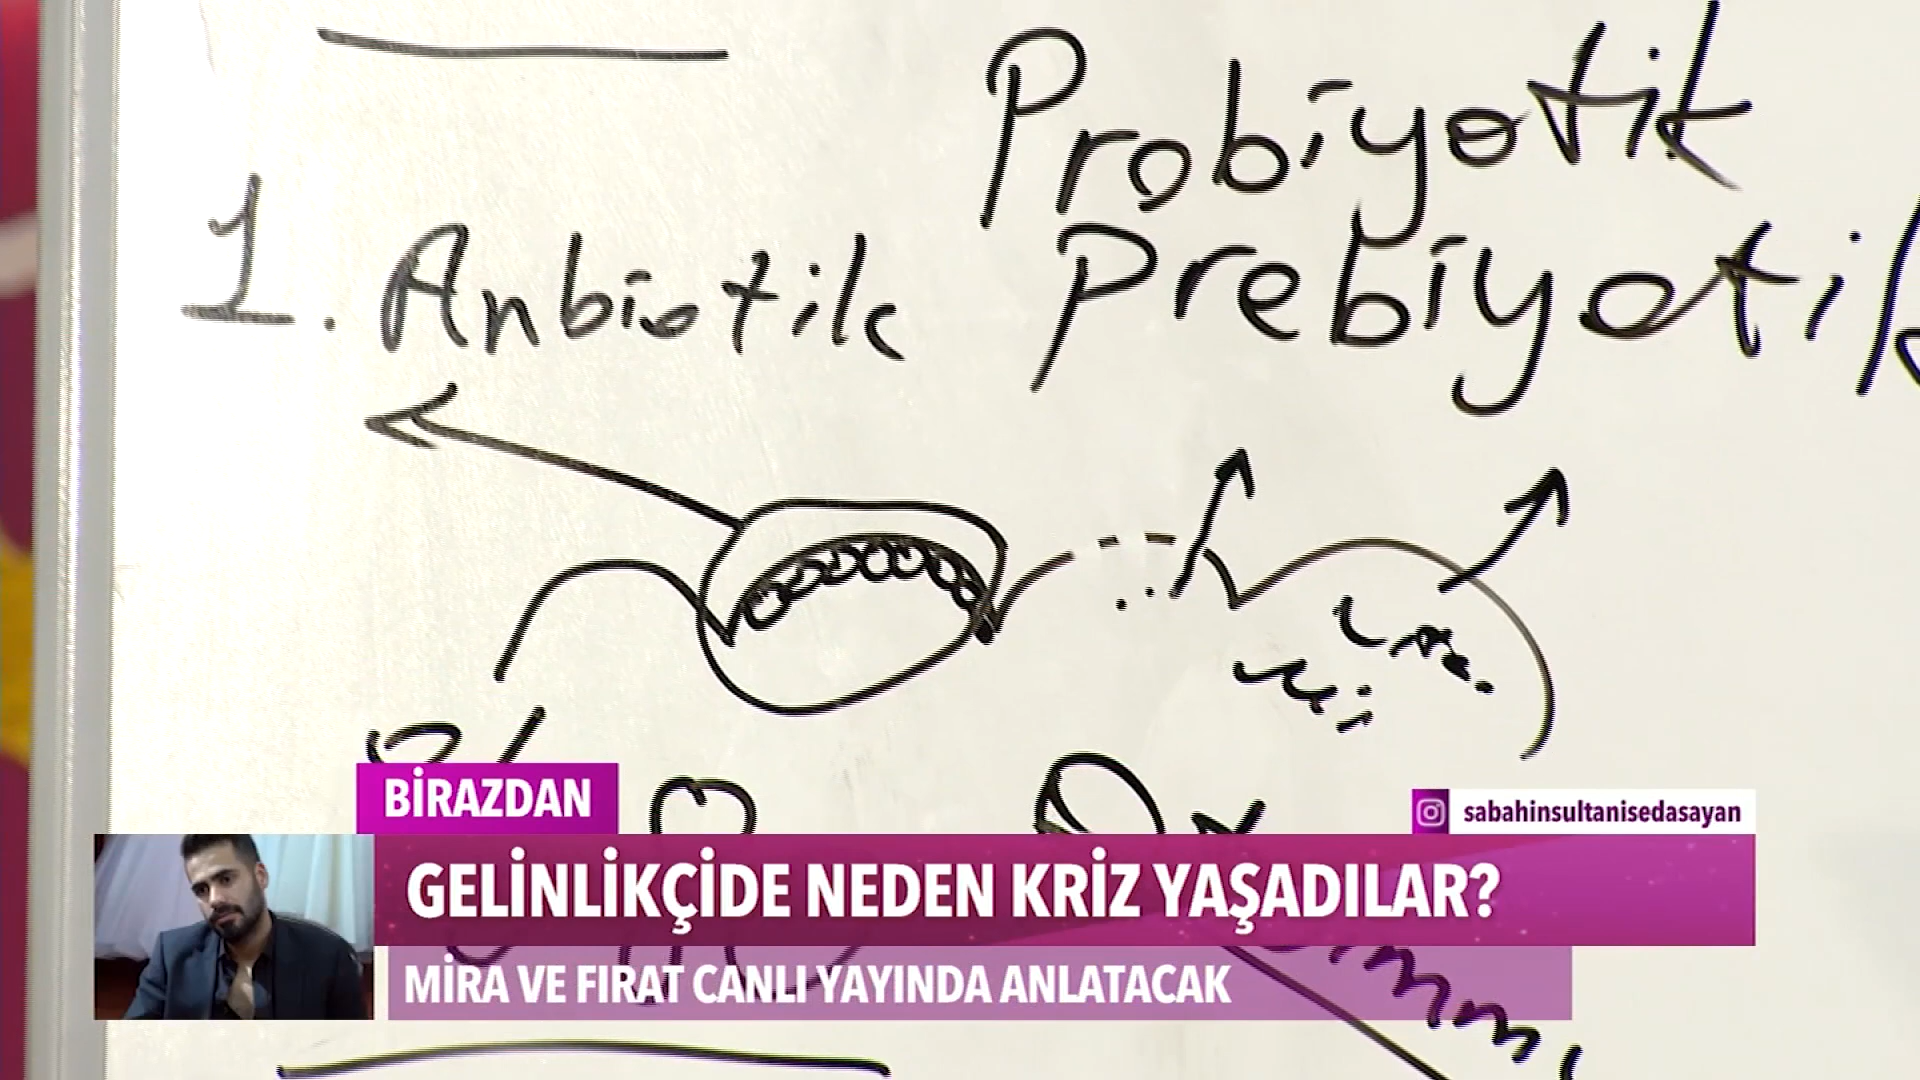 Probiyotik
1. Anbiotik Prebiyotik
BİRAZDAN
sabahinsultanisedasayan
GELİNLİKÇİDE NEDEN KRİZ YAŞADILAR?
MİRA VE FIRAT CANLI YAYINDA ANLATACAK